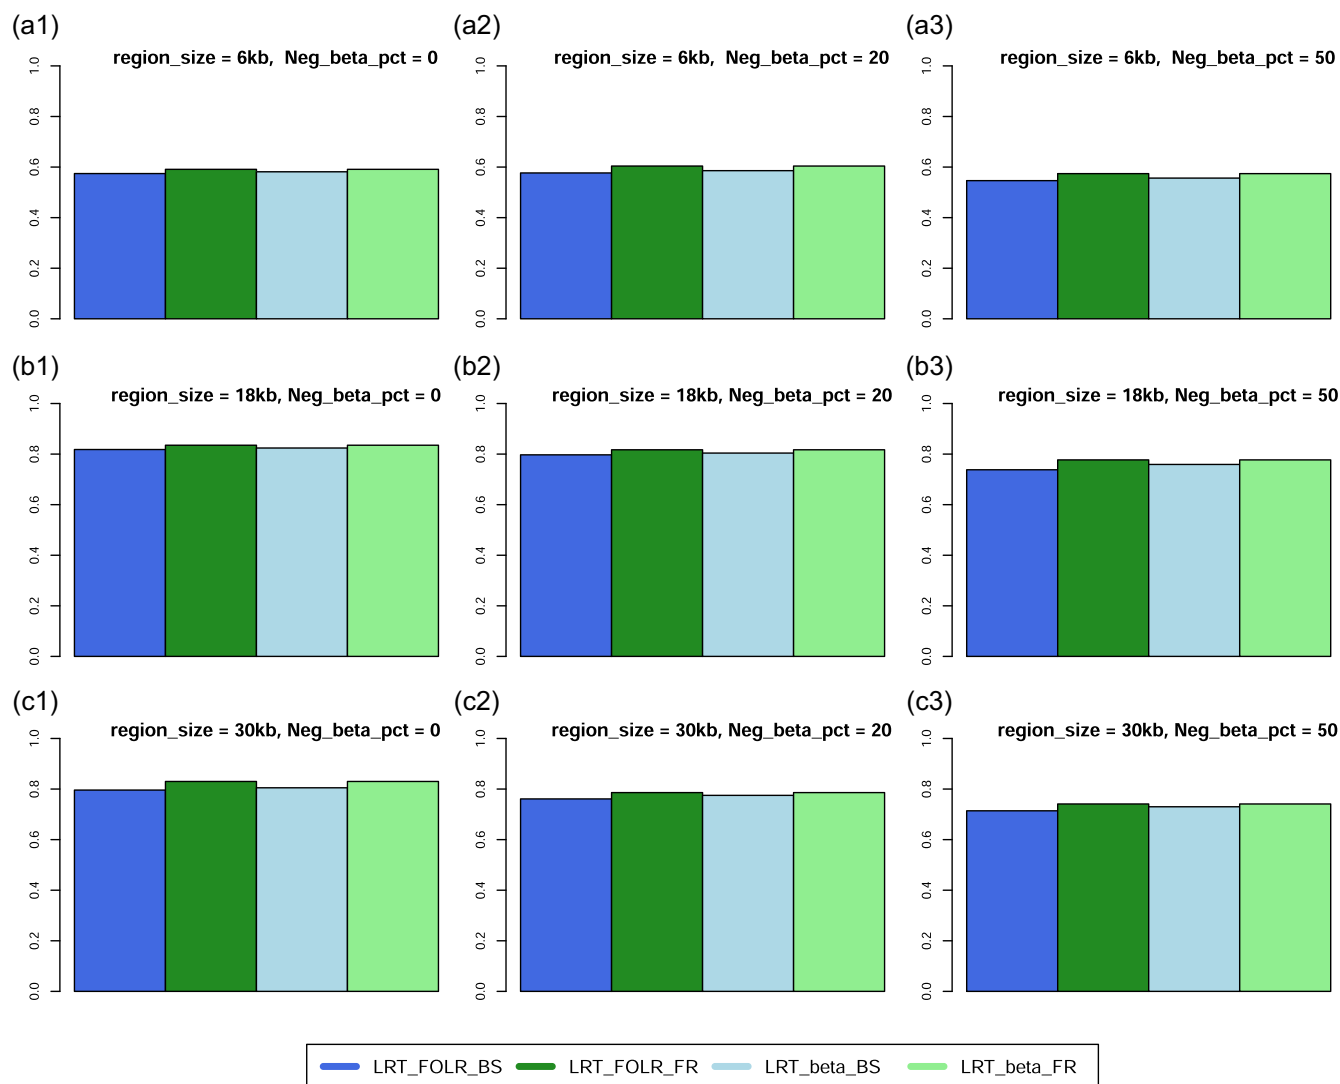 (a1) (a2) (a3)
region_size = 6kb, Neg_beta_pct = 0 region_size = 6kb, Neg_beta_pct = 20 region_size = 6kb, Neg_beta_pct = 50
1.0 1.0 1.0
0.8 0.8 0.8
0.6 0.6 0.6
0.4 0.4 0.4
0.2 0.2 0.2
0.0 0.0 0.0
(b1) (b2) (b3)
region_size = 18kb, Neg_beta_pct = 0 region_size = 18kb, Neg_beta_pct = 20 region_size = 18kb, Neg_beta_pct = 50
1.0 1.0 1.0
0.8 0.8 0.8
0.6 0.6 0.6
0.4 0.4 0.4
0.2 0.2 0.2
0.0 0.0 0.0
(c1) (c2) (c3)
region_size = 30kb, Neg_beta_pct = 0 region_size = 30kb, Neg_beta_pct = 20 region_size = 30kb, Neg_beta_pct = 50
1.0 1.0 1.0
0.8 0.8 0.8
0.6 0.6 0.6
0.4 0.4 0.4
0.2 0.2 0.2
0.0 0.0 0.0
LRT_FOLR_BS LRT_FOLR_FR LRT_beta_BS LRT_beta_FR